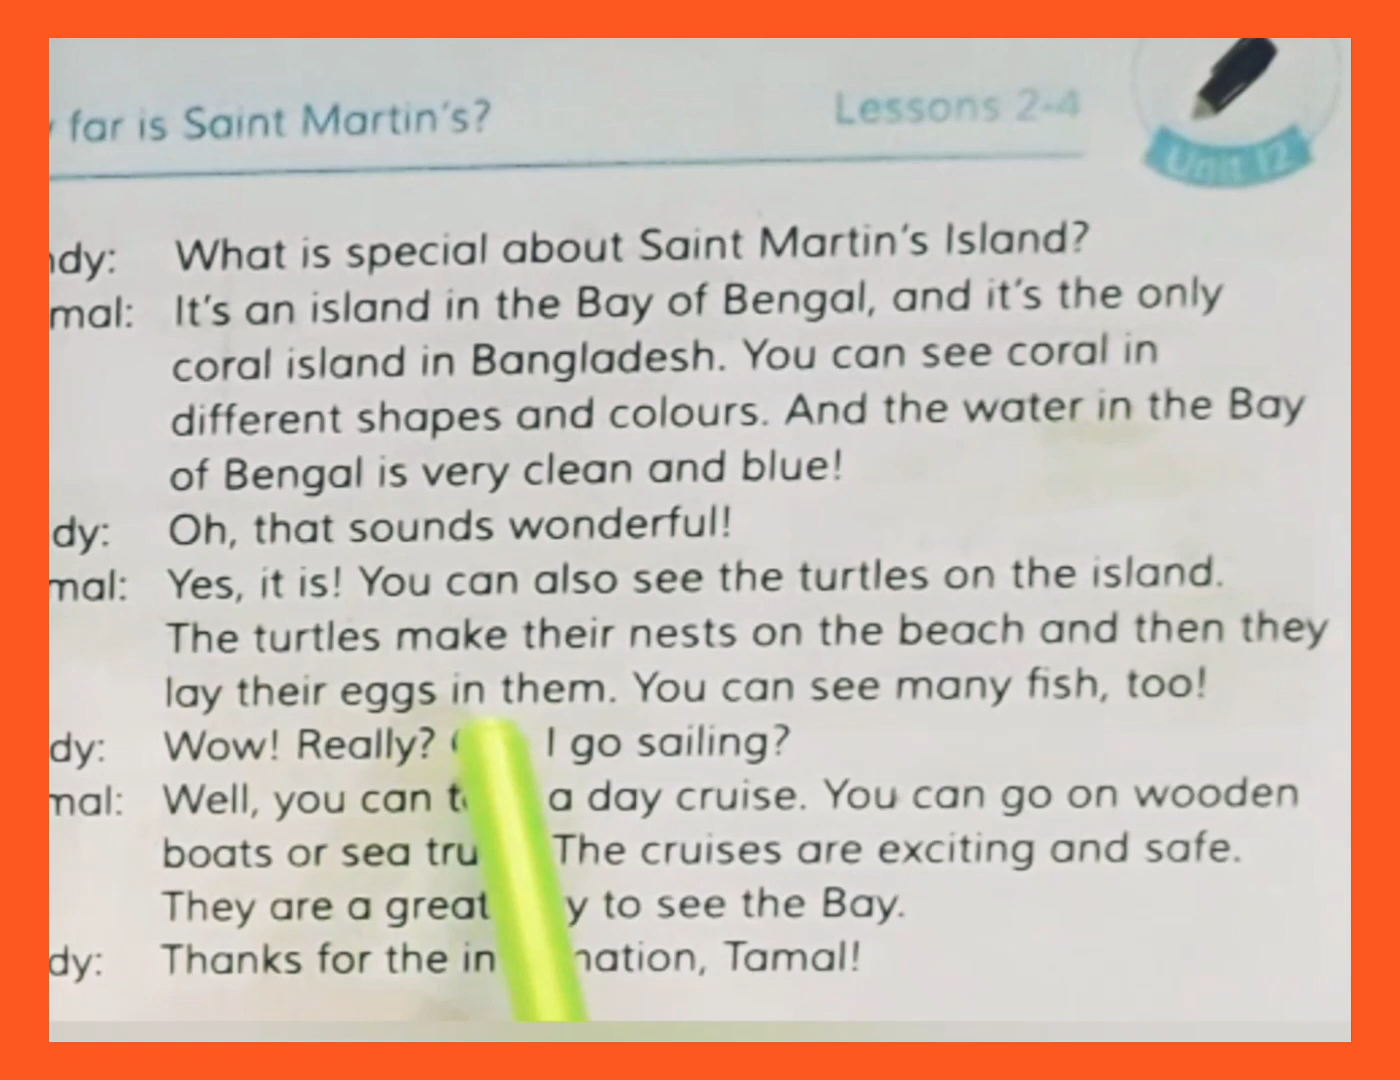 far is Saint Martin's?
Lessons 2-4
Unit 12
dy: What is special about Saint Martin's Island?
mal: It's an island in the Bay of Bengal, and it's the only
coral island in Bangladesh. You can see coral in
different shapes and colours. And the water in the Bay
of Bengal is very clean and blue!
dy: Oh, that sounds wonderful!
mal: Yes, it is! You can also see the turtles on the island.
The turtles make their nests on the beach and then they
lay their eggs in them. You can see many fish, too!
dy: Wow! Really? I go sailing?
mal: Well, you can a day cruise. You can go on wooden
boats or sea The cruises are exciting and safe.
They are a great to see the Bay.
dy: Thanks for the Tamal!